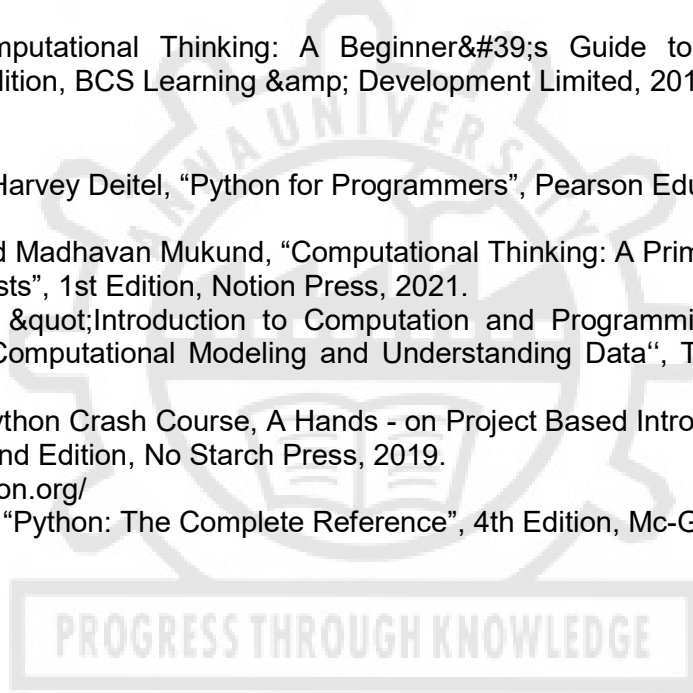 mputational Thinking: A Beginner&#39;s Guide to
dition, BCS Learning &amp; Development Limited, 201
Harvey Deitel, “Python for Programmers”, Pearson Edu
d Madhavan Mukund, “Computational Thinking: A Prim
sts”, 1st Edition, Notion Press, 2021.
&quot;Introduction to Computation and Programmi
Computational Modeling and Understanding Data‘‘, T
ython Crash Course, A Hands - on Project Based Intro
nd Edition, No Starch Press, 2019.
on.org/
“Python: The Complete Reference”, 4th Edition, Mc-G
ANNA UNIVERSITY
PROGRESS THROUGH KNOWLEDGE